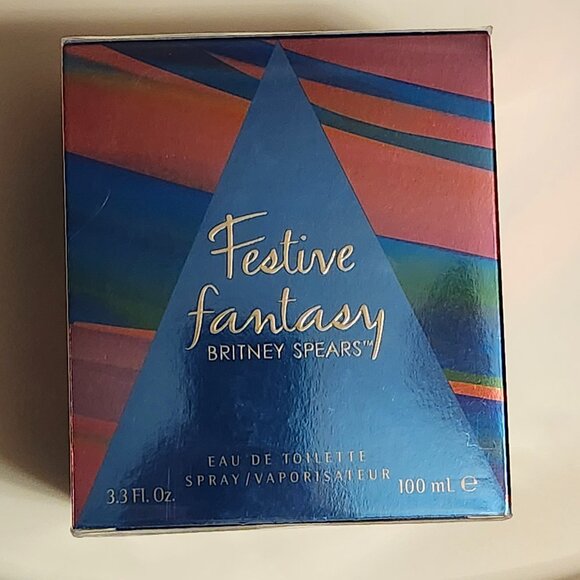 Festive
fantasy
BRITNEY SPEARS™
EAU DE TOILETTE
SPRAY/VAPORISATEUR
3.3 Fl. Oz.
100 mL ℮